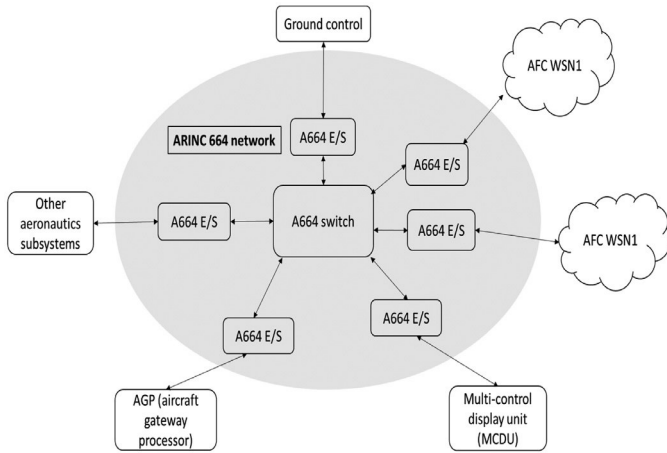 Ground control
AFC WSN1
ARINC 664 network
A664 E/S
A664 E/S
Other
aeronautics
subsystems
A664 E/S
A664 switch
A664 E/S
AFC WSN1
A664 E/S
A664 E/S
AGP (aircraft
gateway
processor)
Multi-control
display unit
(MCDU)